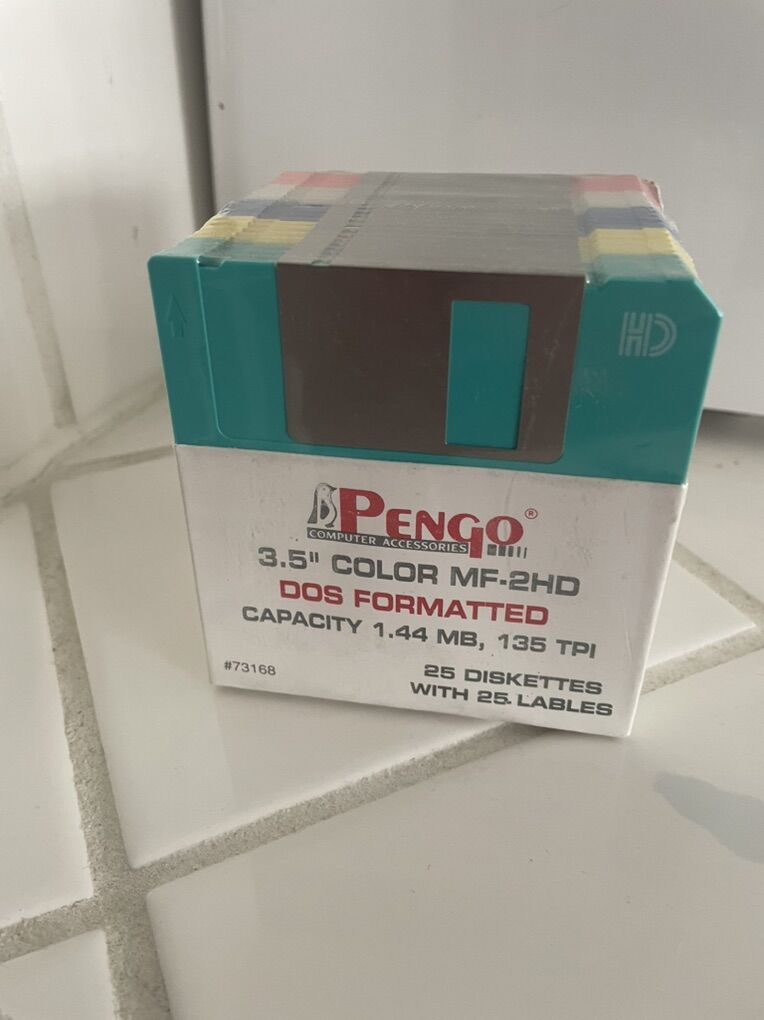 HD
PENGO®
COMPUTER ACCESSORIES
3.5" COLOR MF-2HD
DOS FORMATTED
CAPACITY 1.44 MB, 135 TPI
#73168
25 DISKETTES
WITH 25 LABLES